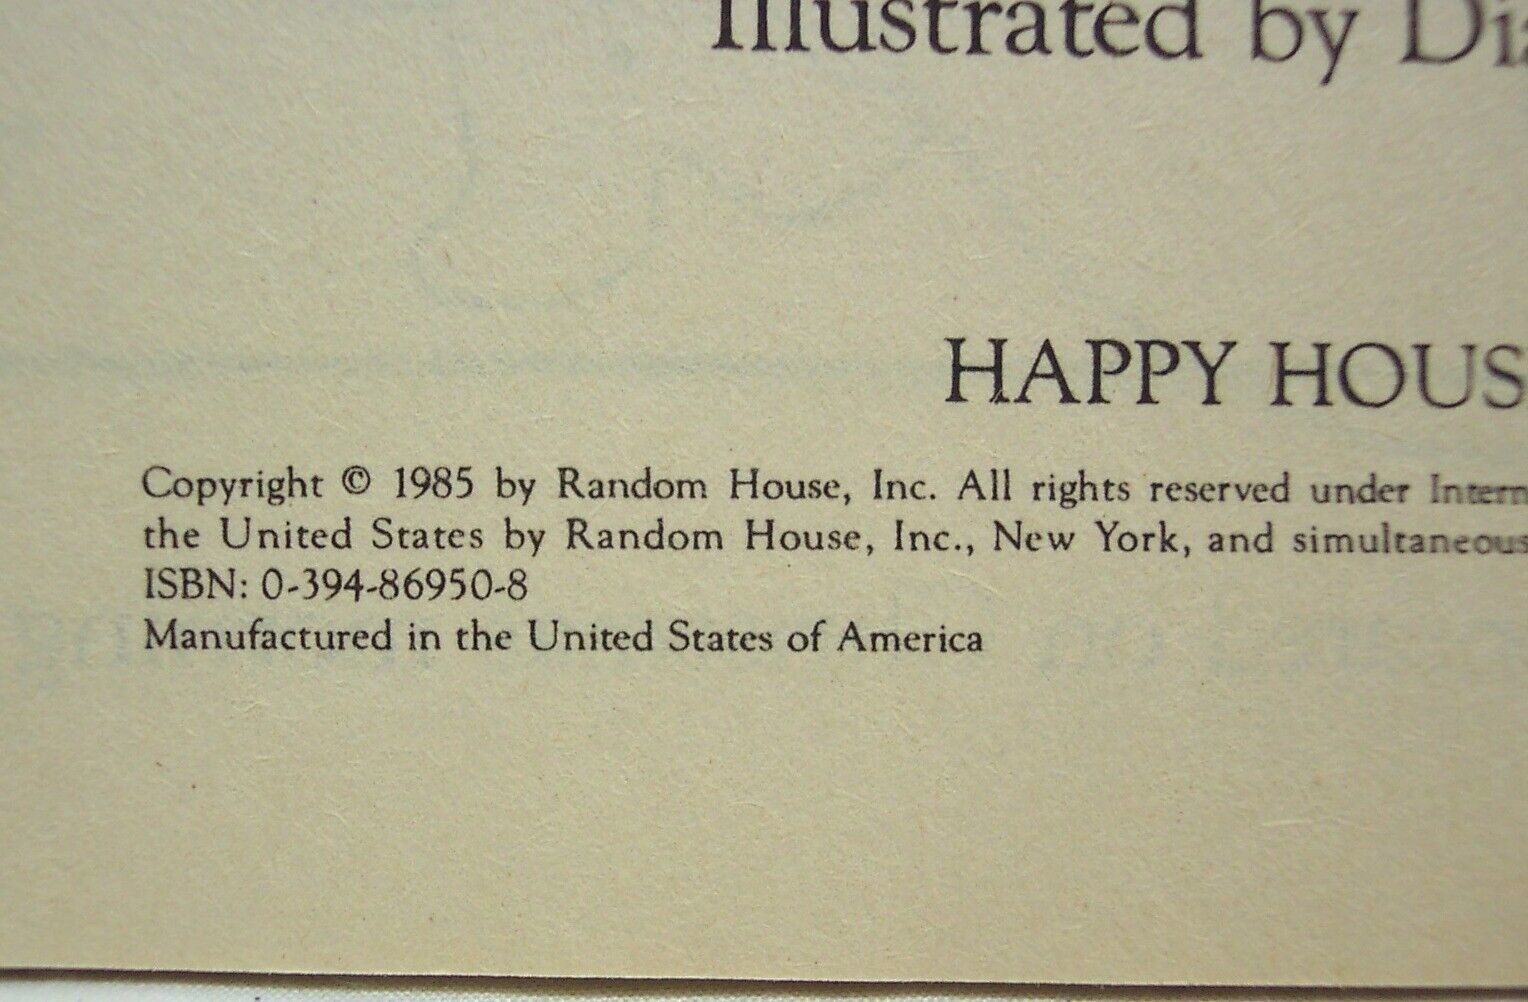 Illustrated by
HAPPY
Copyright © 1985 by Random House, Inc. All rights reserved under
the United States by Random House, Inc., New York, and
ISBN: 0-394-86950-8
Manufactured in the United States of America